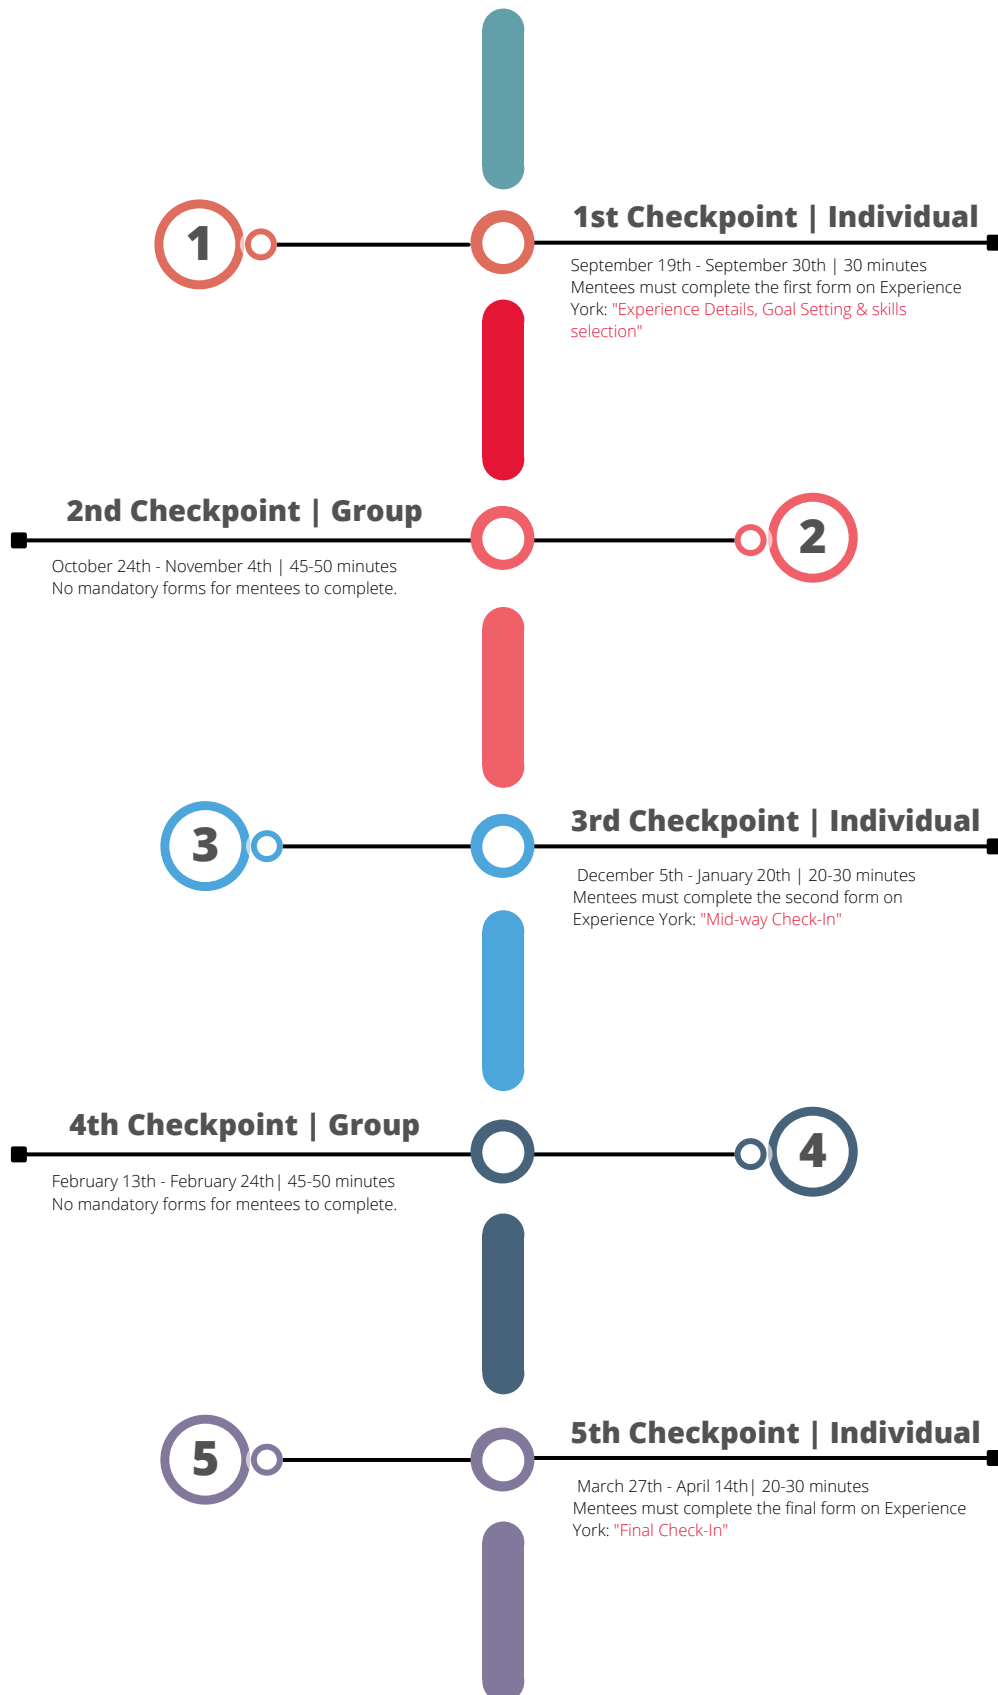 1
1st Checkpoint | Individual
September 19th - September 30th | 30 minutes
Mentees must complete the first form on Experience
York: "Experience Details, Goal Setting & skills
selection"
2nd Checkpoint | Group
2
October 24th - November 4th | 45-50 minutes
No mandatory forms for mentees to complete.
3
3rd Checkpoint | Individual
December 5th - January 20th | 20-30 minutes
Mentees must complete the second form on
Experience York: "Mid-way Check-In"
4th Checkpoint | Group
4
February 13th - February 24th| 45-50 minutes
No mandatory forms for mentees to complete.
5
5th Checkpoint | Individual
March 27th - April 14th| 20-30 minutes
Mentees must complete the final form on Experience
York: "Final Check-In"